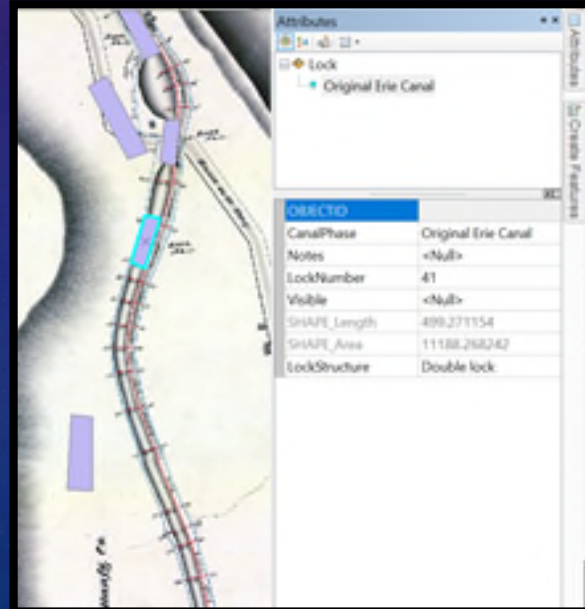 Attributes
Lock
Original Erie Canal
OBJECTID
CanalPhase Original Erie Canal
Notes <Null>
LockNumber 41
Visible <Null>
SHAPE_Length 499.271154
SHAPE_Area 11188.268242
LockStructure Double lock
Attributes
Create Features